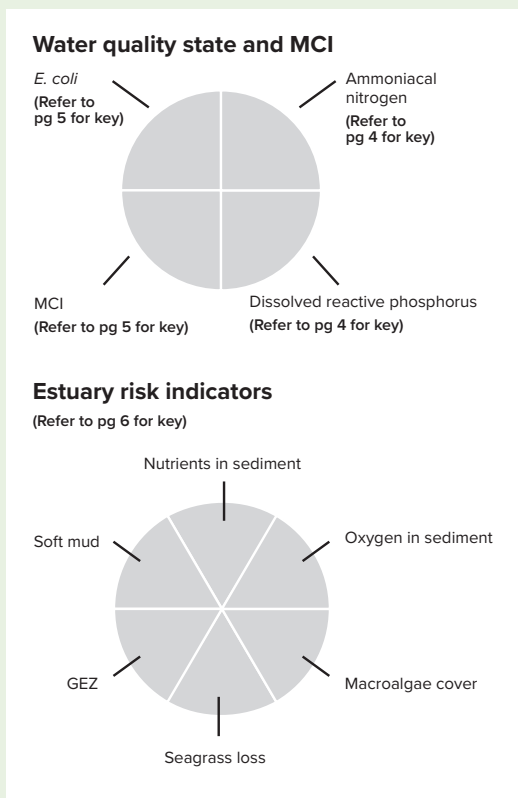 Water quality state and MCI
E. coli
(Refer to
pg 5 for key)
Ammoniacal
nitrogen
(Refer to
pg 4 for key)
MCI
(Refer to pg 5 for key)
Dissolved reactive phosphorus
(Refer to pg 4 for key)
Estuary risk indicators
(Refer to pg 6 for key)
Nutrients in sediment
Soft mud
Oxygen in sediment
GEZ
Macroalgae cover
Seagrass loss